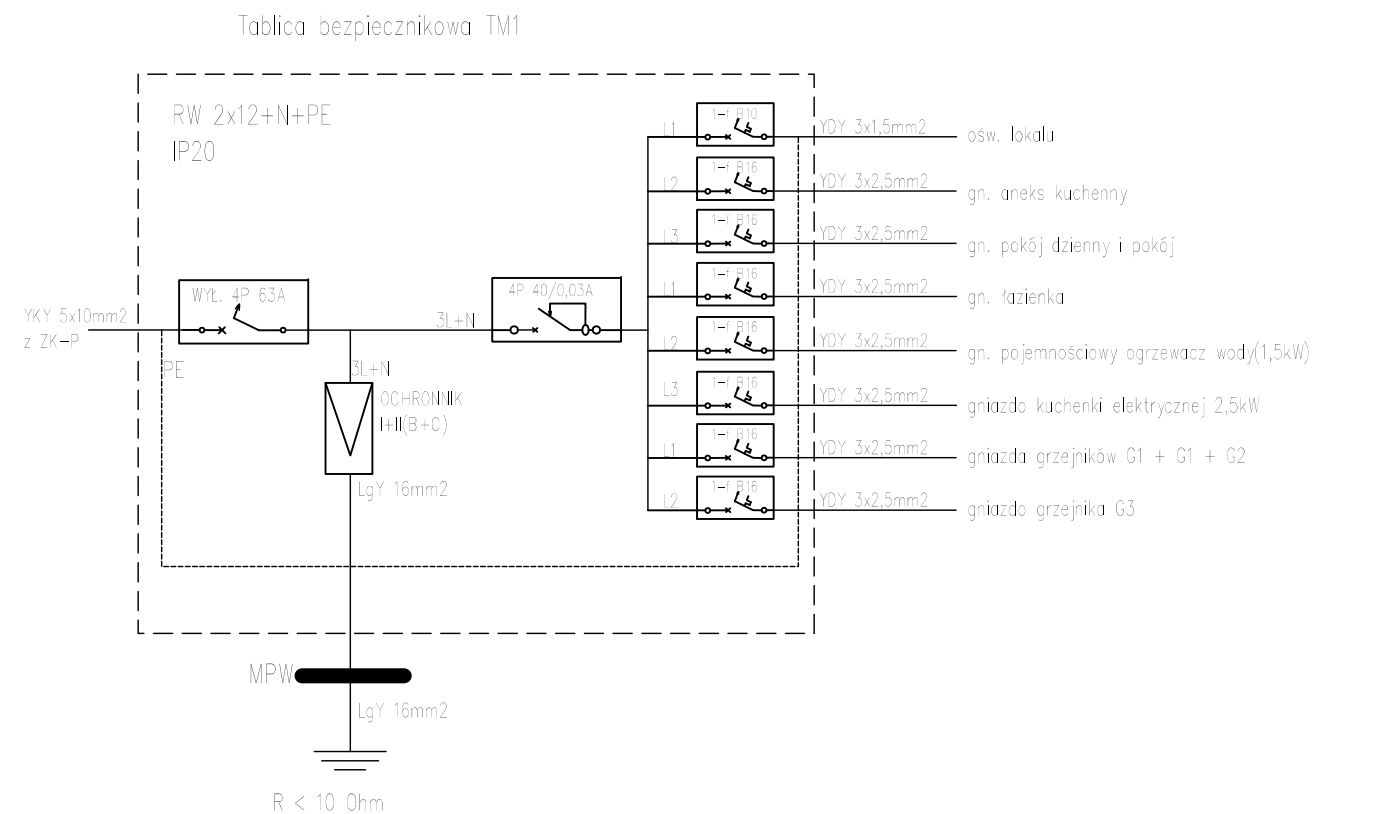 Tablica bezpiecznikowa TM1
RW 2x12+N+PE
IP20
YKY 5x10mm2
z ZK-P
WYŁ. 4P 63A
PE
3L+N
3L+N
4P 40/0,03A
OCHRONNIK
I+II(B+C)
LgY 16mm2
MPW
LgY 16mm2
R < 10 Ohm
L1 1-f B10 YDY 3x1,5mm2 ośw. lokalu
L2 1-f B16 YDY 3x2,5mm2 gn. aneks kuchenny
L3 1-f B16 YDY 3x2,5mm2 gn. pokój dzienny i pokój
L1 1-f B16 YDY 3x2,5mm2 gn. łazienka
L2 1-f B16 YDY 3x2,5mm2 gn. pojemnościowy ogrzewacz wody(1,5kW)
L3 1-f B16 YDY 3x2,5mm2 gniazdo kuchenki elektrycznej 2,5kW
L1 1-f B16 YDY 3x2,5mm2 gniazda grzejników G1 + G1 + G2
L2 1-f B16 YDY 3x2,5mm2 gniazdo grzejnika G3